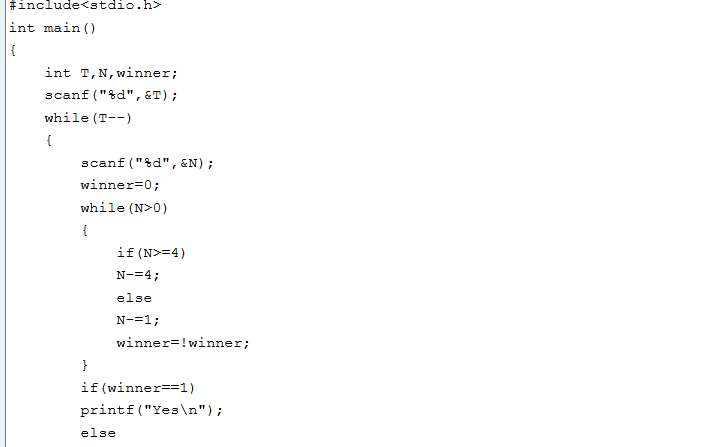 #include<stdio.h>
int main()
{
int T,N,winner;
scanf("%d",&T);
while(T--)
{
scanf("%d",&N);
winner=0;
while(N>0)
{
if(N>=4)
N-=4;
else
N-=1;
winner=!winner;
}
if(winner==1)
printf("Yes\n");
else